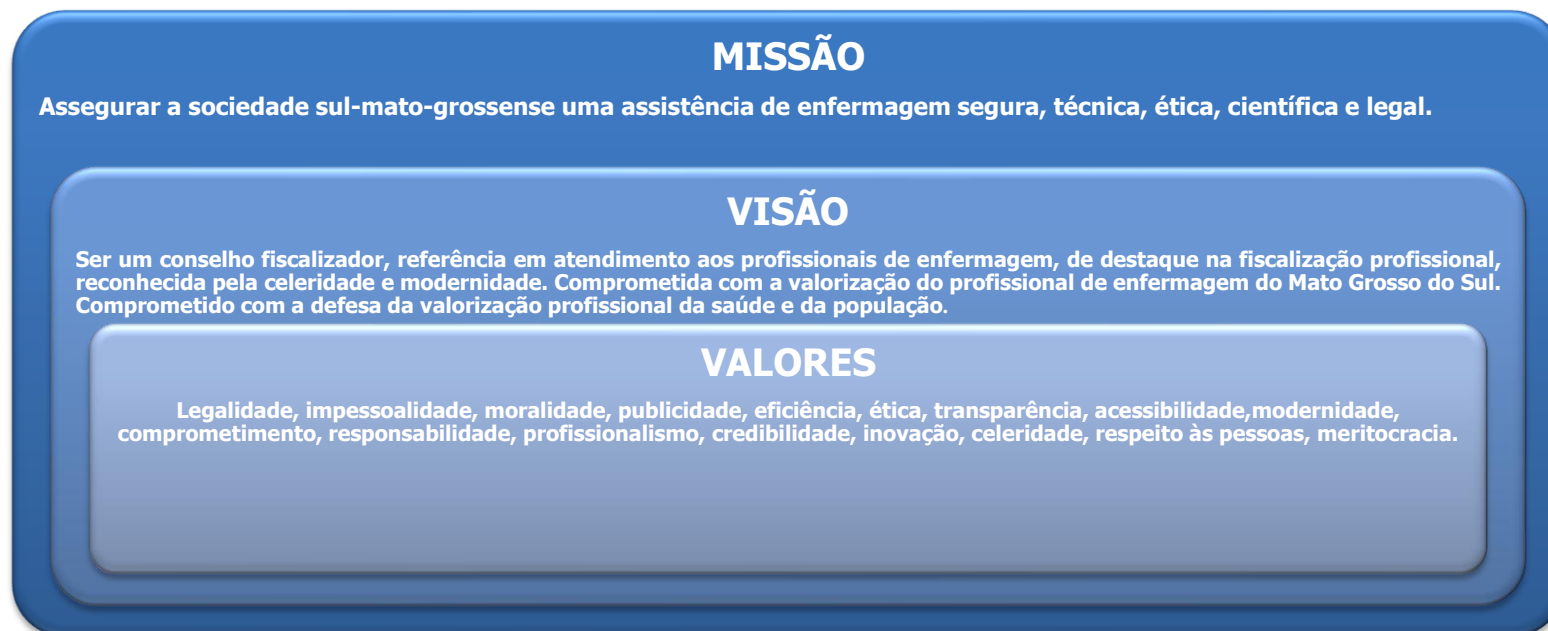 MISSÃO
Assegurar a sociedade sul-mato-grossense uma assistência de enfermagem segura, técnica, ética, científica e legal.
VISÃO
Ser um conselho fiscalizador, referência em atendimento aos profissionais de enfermagem, de destaque na fiscalização profissional,
reconhecida pela celeridade e modernidade. Comprometida com a valorização do profissional de enfermagem do Mato Grosso do Sul.
Comprometido com a defesa da valorização profissional da saúde e da população.
VALORES
Legalidade, impessoalidade, moralidade, publicidade, eficiência, ética, transparência, acessibilidade,modernidade,
comprometimento, responsabilidade, profissionalismo, credibilidade, inovação, celeridade, respeito às pessoas, meritocracia.